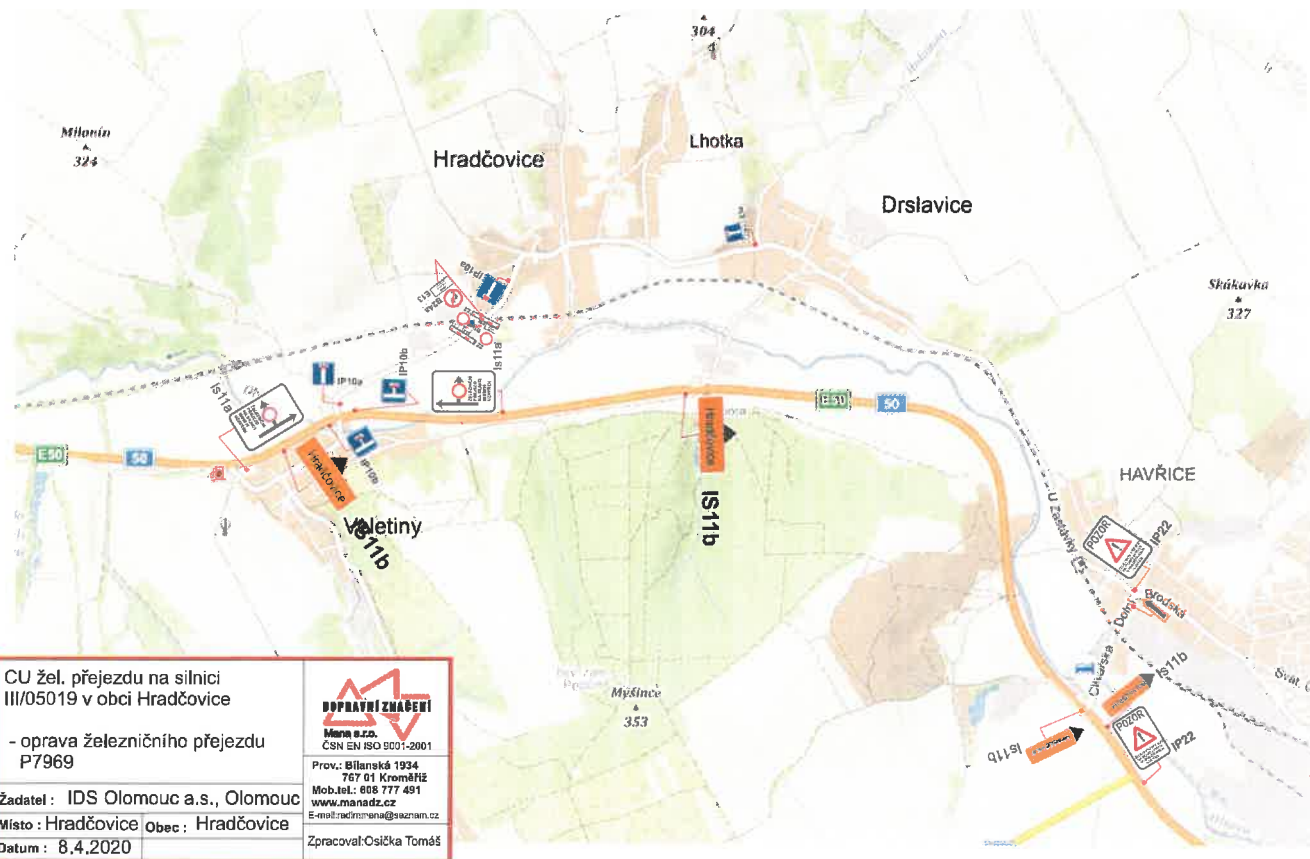 304
Milonín
324
Hradčovice
Lhotka
Drslavice
Skákavka
327
IP10a
E13
B24a
Is11a
Is11a
IP10a
IP10b
E50
50
E50
50
IP10b
Hradčovice
Hradčovice
IS11b
IS11b
HAVŘICE
U Zastávky
POZOR
IP22
Brodská
Dolní
Is11b
Is11b
POZOR
IP22
Myšince
353
CU žel. přejezdu na silnici
III/05019 v obci Hradčovice
- oprava železničního přejezdu
P7969
Žadatel : IDS Olomouc a.s., Olomouc
Místo : Hradčovice Obec : Hradčovice
Datum : 8.4.2020
DOPRAVNÍ ZNAČENÍ
Mana s.r.o.
ČSN EN ISO 9001-2001
Prov.: Bílanská 1934
767 01 Kroměříž
Mob.tel.: 608 777 491
www.manadz.cz
Zpracoval:Osička Tomáš